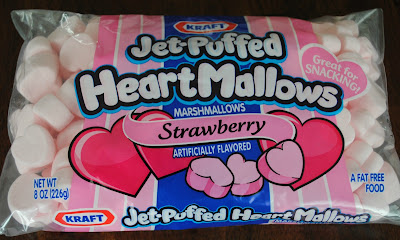 KRAFT
Jet-Puffed
HeartMallows
Great for
SNACKING!
MARSHMALLOWS
Strawberry
ARTIFICIALLY FLAVORED
NET WT
8 OZ (226g)
A FAT FREE
FOOD
KRAFT
Jet-Puffed HeartMallows